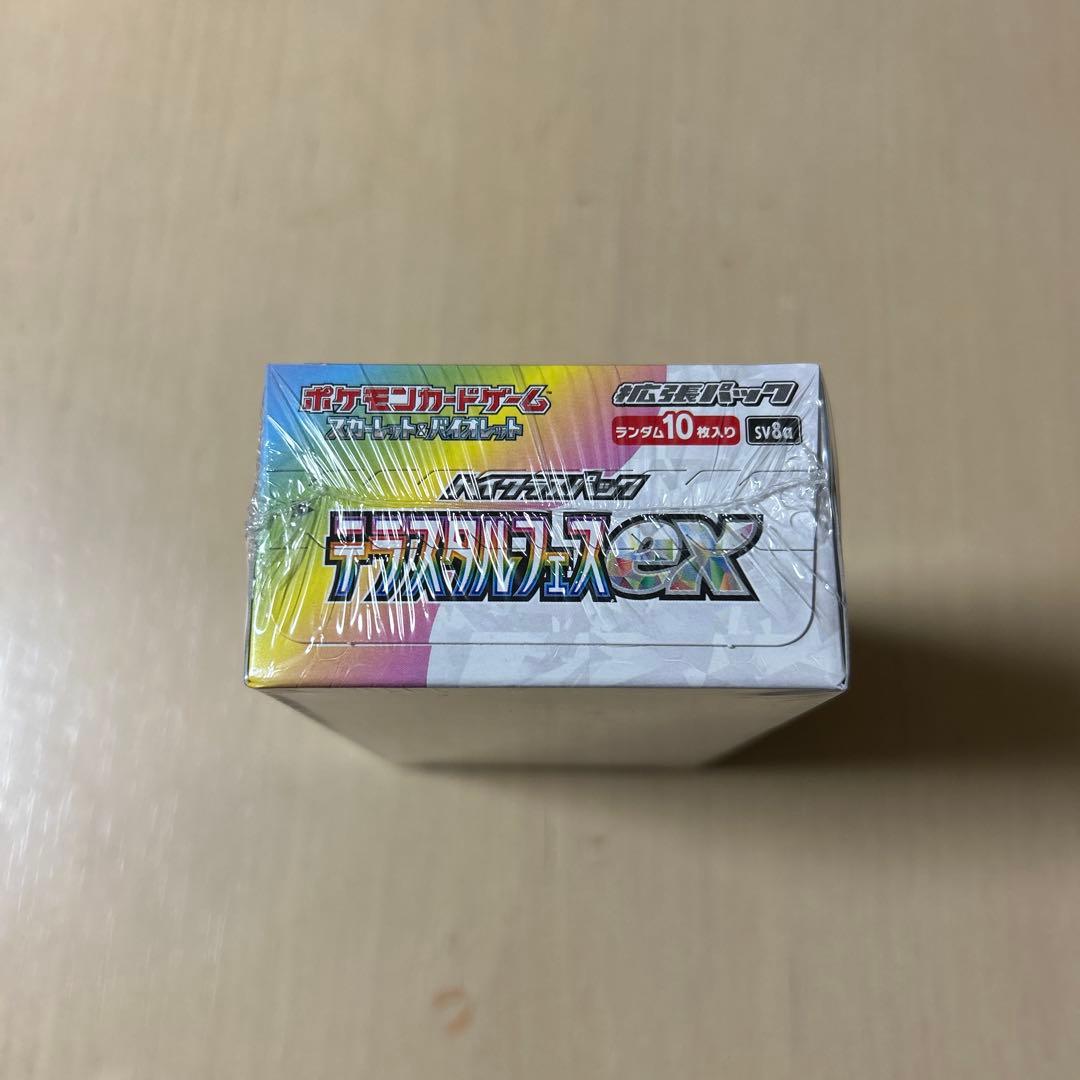 ポケモンカードゲーム™
スカーレット&バイオレット
拡張パック
ランダム10枚入り
SV8a
ハイクラスパック
テラスタルフェスex